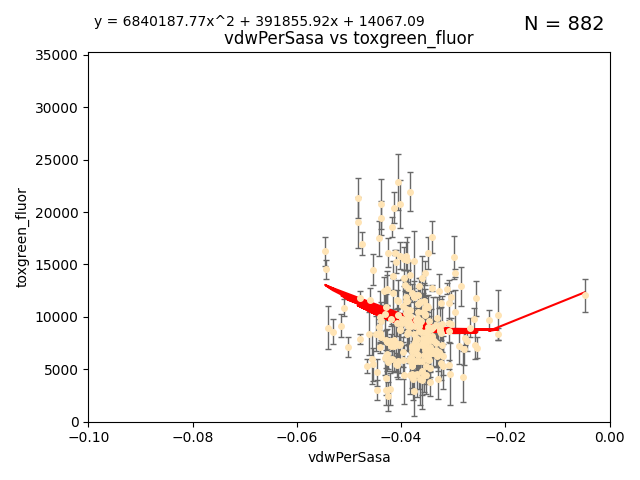 y = 6840187.77x^2 + 391855.92x + 14067.09
N = 882
vdwPerSasa vs toxgreen_fluor
35000
30000
25000
20000
15000
10000
5000
0
toxgreen_fluor
−0.10 −0.08 −0.06 −0.04 −0.02 0.00
vdwPerSasa